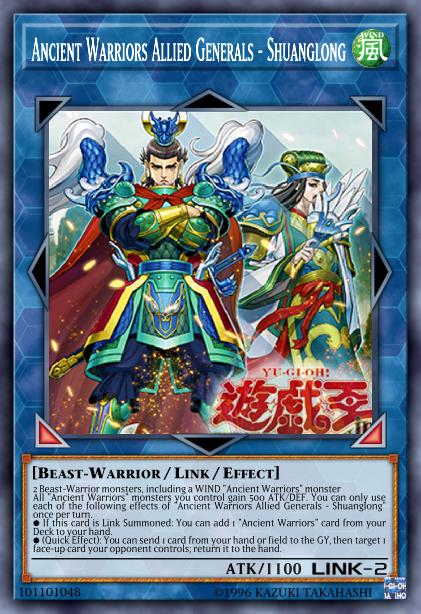 ANCIENT WARRIORS ALLIED GENERALS - SHUANGLONG
WIND
風
YU-GI-OH!
遊戯王
[BEAST-WARRIOR / LINK / EFFECT]
2 Beast-Warrior monsters, including a WIND "Ancient Warriors" monster
All "Ancient Warriors" monsters you control gain 500 ATK/DEF. You can only use
each of the following effects of "Ancient Warriors Allied Generals - Shuanglong"
once per turn.
● If this card is Link Summoned: You can add 1 "Ancient Warriors" card from your
Deck to your hand.
● (Quick Effect): You can send 1 card from your hand or field to the GY, then target 1
face-up card your opponent controls; return it to the hand.
ATK/1100 LINK-2
101101048 ©1996 KAZUKI TAKAHASHI